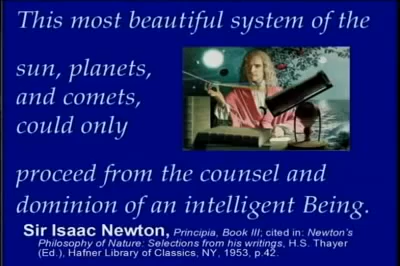 This most beautiful system of the
sun, planets,
and comets,
could only
proceed from the counsel and
dominion of an intelligent Being.
Sir Isaac Newton, Principia, Book III; cited in: Newton's
Philosophy of Nature: Selections from his writings, H.S. Thayer
(Ed.), Hafner Library of Classics, NY, 1953, p.42.